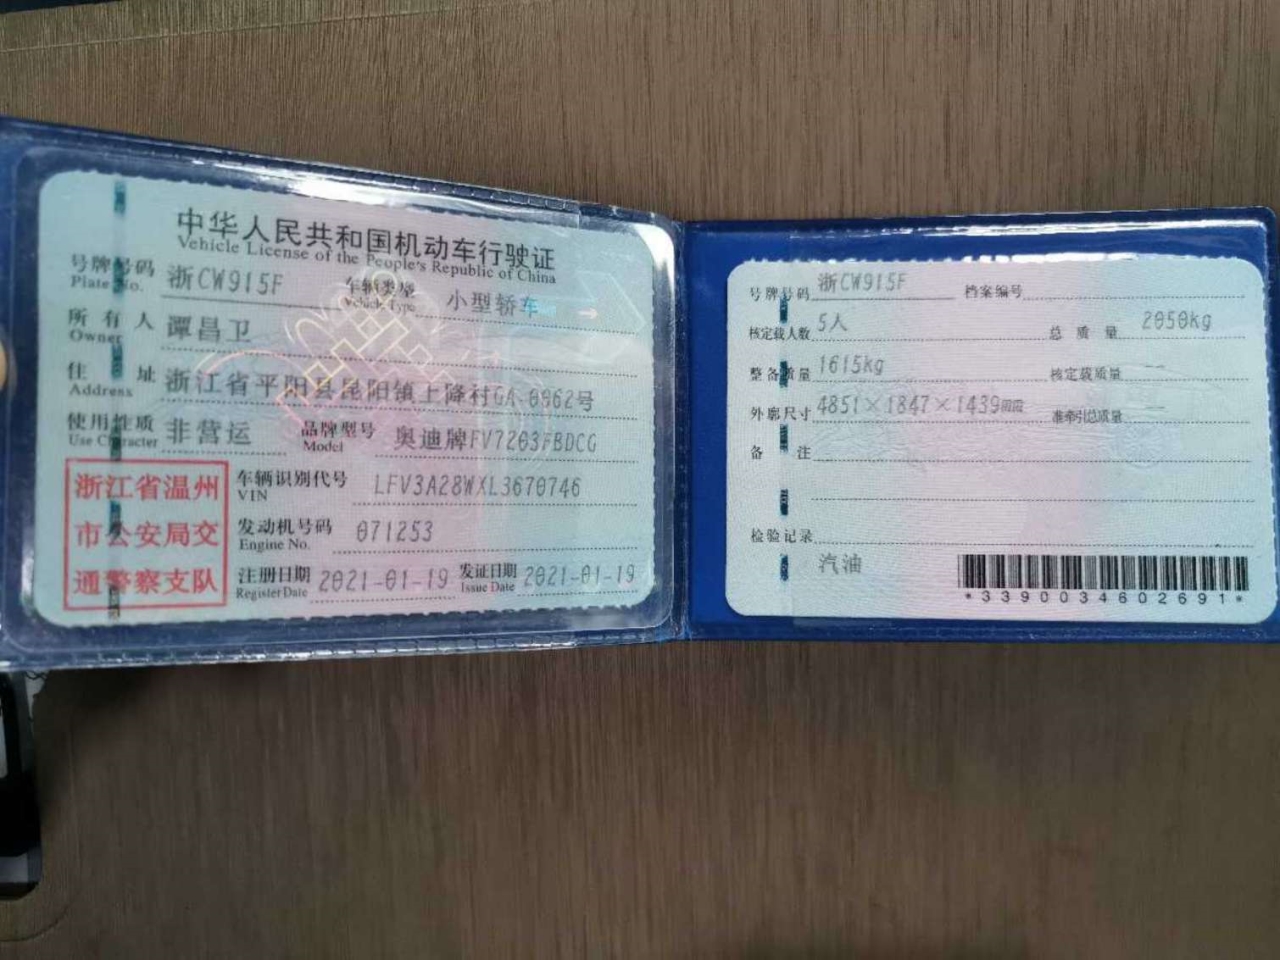 中华人民共和国机动车行驶证
Vehicle License of the People's Republic of China
号牌号码 浙CW915F 车辆类型 小型轿车
Plate No. Vehicle Type
所有人 谭昌卫
Owner
住址 浙江省平阳县昆阳镇上降村GA-0062号
Address
使用性质 非营运 品牌型号 奥迪牌FV7203FBDCG
Use Character Model
浙江省温州
市公安局交
通警察支队
车辆识别代号 LFV3A28WXL3670746
VIN
发动机号码 071253
Engine No.
注册日期 2021-01-19 发证日期 2021-01-19
Register Date Issue Date
号牌号码 浙CW915F 档案编号
核定载人数 5人 总质量 2050kg
整备质量 1615kg 核定载质量 --
外廓尺寸 4851×1847×1439mm 准牵引总质量 --
备注
检验记录
汽油
*3390034602691*